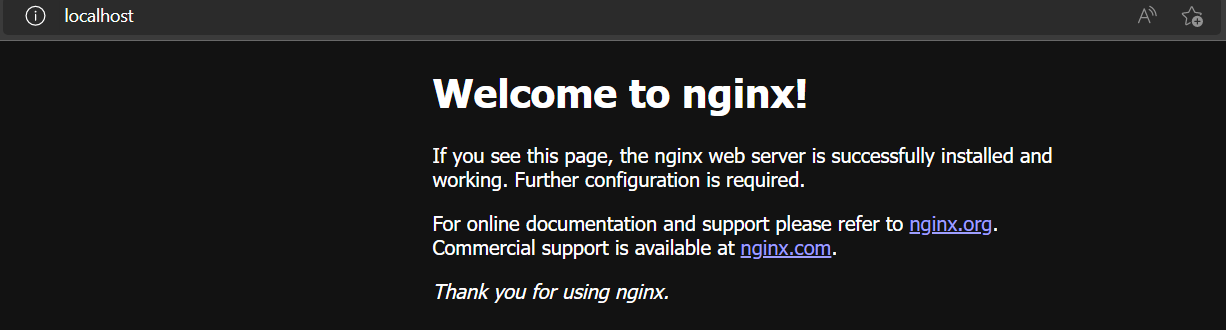 localhost
Welcome to nginx!
If you see this page, the nginx web server is successfully installed and
working. Further configuration is required.
For online documentation and support please refer to nginx.org.
Commercial support is available at nginx.com.
Thank you for using nginx.